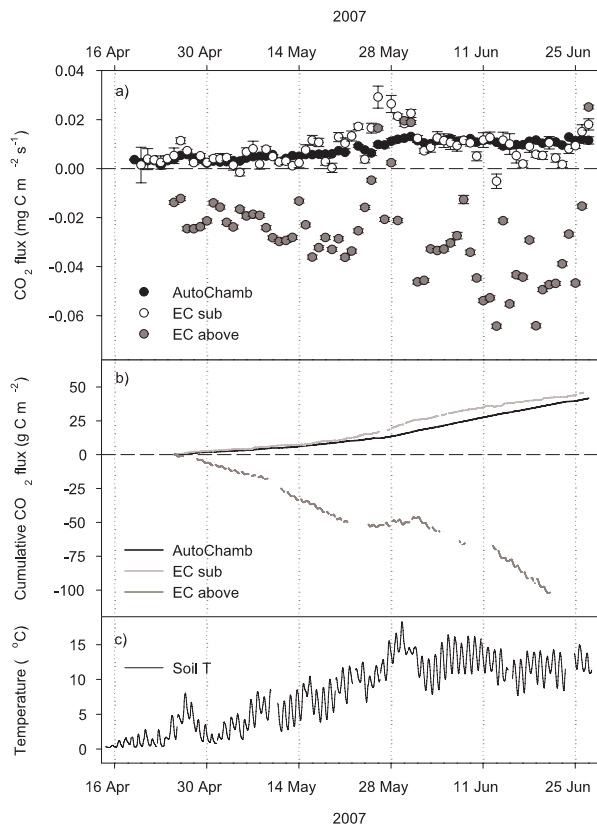 2007
16 Apr 30 Apr 14 May 28 May 11 Jun 25 Jun
a)
0.04
0.02
0.00
-0.02
-0.04
-0.06
CO2 flux (mg C m-2 s-1)
AutoChamb
EC sub
EC above
b)
50
25
0
-25
-50
-75
-100
Cumulative CO2 flux (g C m-2)
AutoChamb
EC sub
EC above
c)
15
10
5
0
Temperature ( oC)
Soil T
16 Apr 30 Apr 14 May 28 May 11 Jun 25 Jun
2007